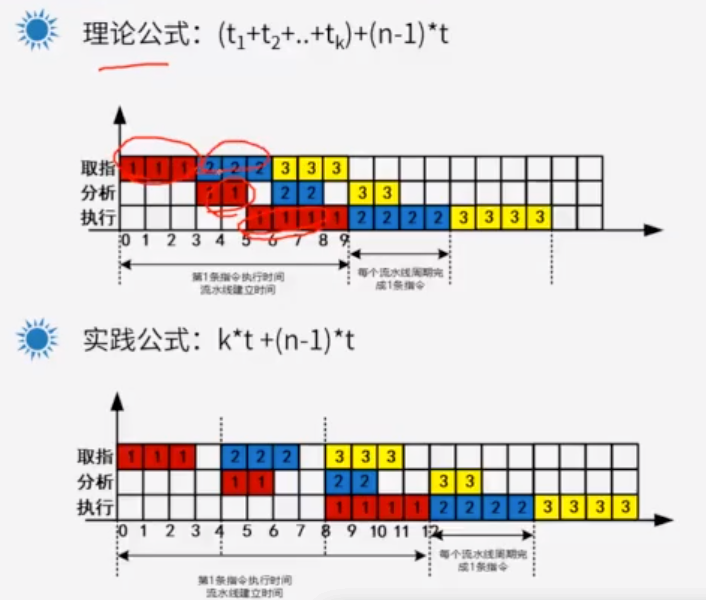 理论公式：(t1+t2+..+tk)+(n-1)*t
取指 1 1 1 2 2 2 3 3 3
分析 1 1 2 2 3 3
执行 1 1 1 1 2 2 2 2 3 3 3 3
0 1 2 3 4 5 6 7 8 9
第1条指令执行时间
流水线建立时间
每个流水线周期完
成1条指令
实践公式：k*t +(n-1)*t
取指 1 1 1 2 2 2 3 3 3
分析 1 1 2 2 3 3
执行 1 1 1 1 2 2 2 2 3 3 3 3
0 1 2 3 4 5 6 7 8 9 10 11 12
第1条指令执行时间
流水线建立时间
每个流水线周期完
成1条指令